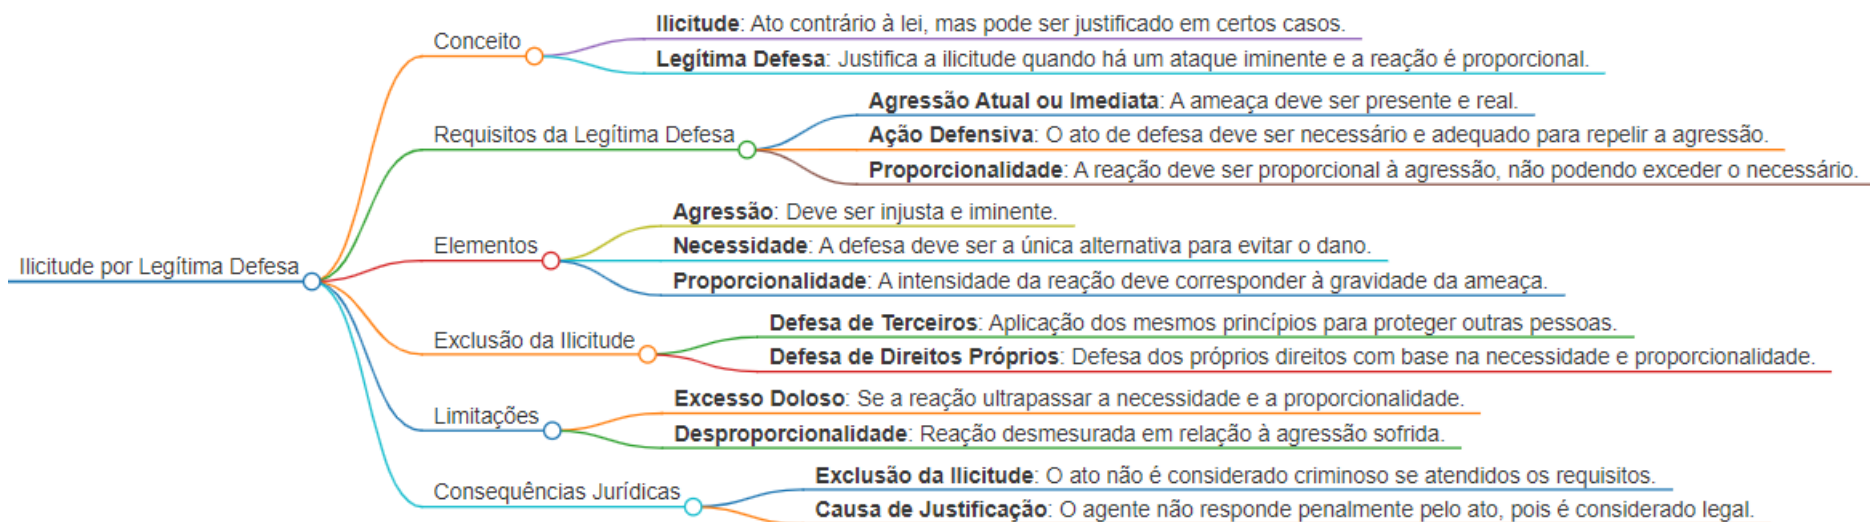 Ilicitude por Legítima Defesa
Conceito
Ilicitude: Ato contrário à lei, mas pode ser justificado em certos casos.
Legítima Defesa: Justifica a ilicitude quando há um ataque iminente e a reação é proporcional.
Requisitos da Legítima Defesa
Agressão Atual ou Imediata: A ameaça deve ser presente e real.
Ação Defensiva: O ato de defesa deve ser necessário e adequado para repelir a agressão.
Proporcionalidade: A reação deve ser proporcional à agressão, não podendo exceder o necessário.
Elementos
Agressão: Deve ser injusta e iminente.
Necessidade: A defesa deve ser a única alternativa para evitar o dano.
Proporcionalidade: A intensidade da reação deve corresponder à gravidade da ameaça.
Exclusão da Ilicitude
Defesa de Terceiros: Aplicação dos mesmos princípios para proteger outras pessoas.
Defesa de Direitos Próprios: Defesa dos próprios direitos com base na necessidade e proporcionalidade.
Limitações
Excesso Doloso: Se a reação ultrapassar a necessidade e a proporcionalidade.
Desproporcionalidade: Reação desmesurada em relação à agressão sofrida.
Consequências Jurídicas
Exclusão da Ilicitude: O ato não é considerado criminoso se atendidos os requisitos.
Causa de Justificação: O agente não responde penalmente pelo ato, pois é considerado legal.